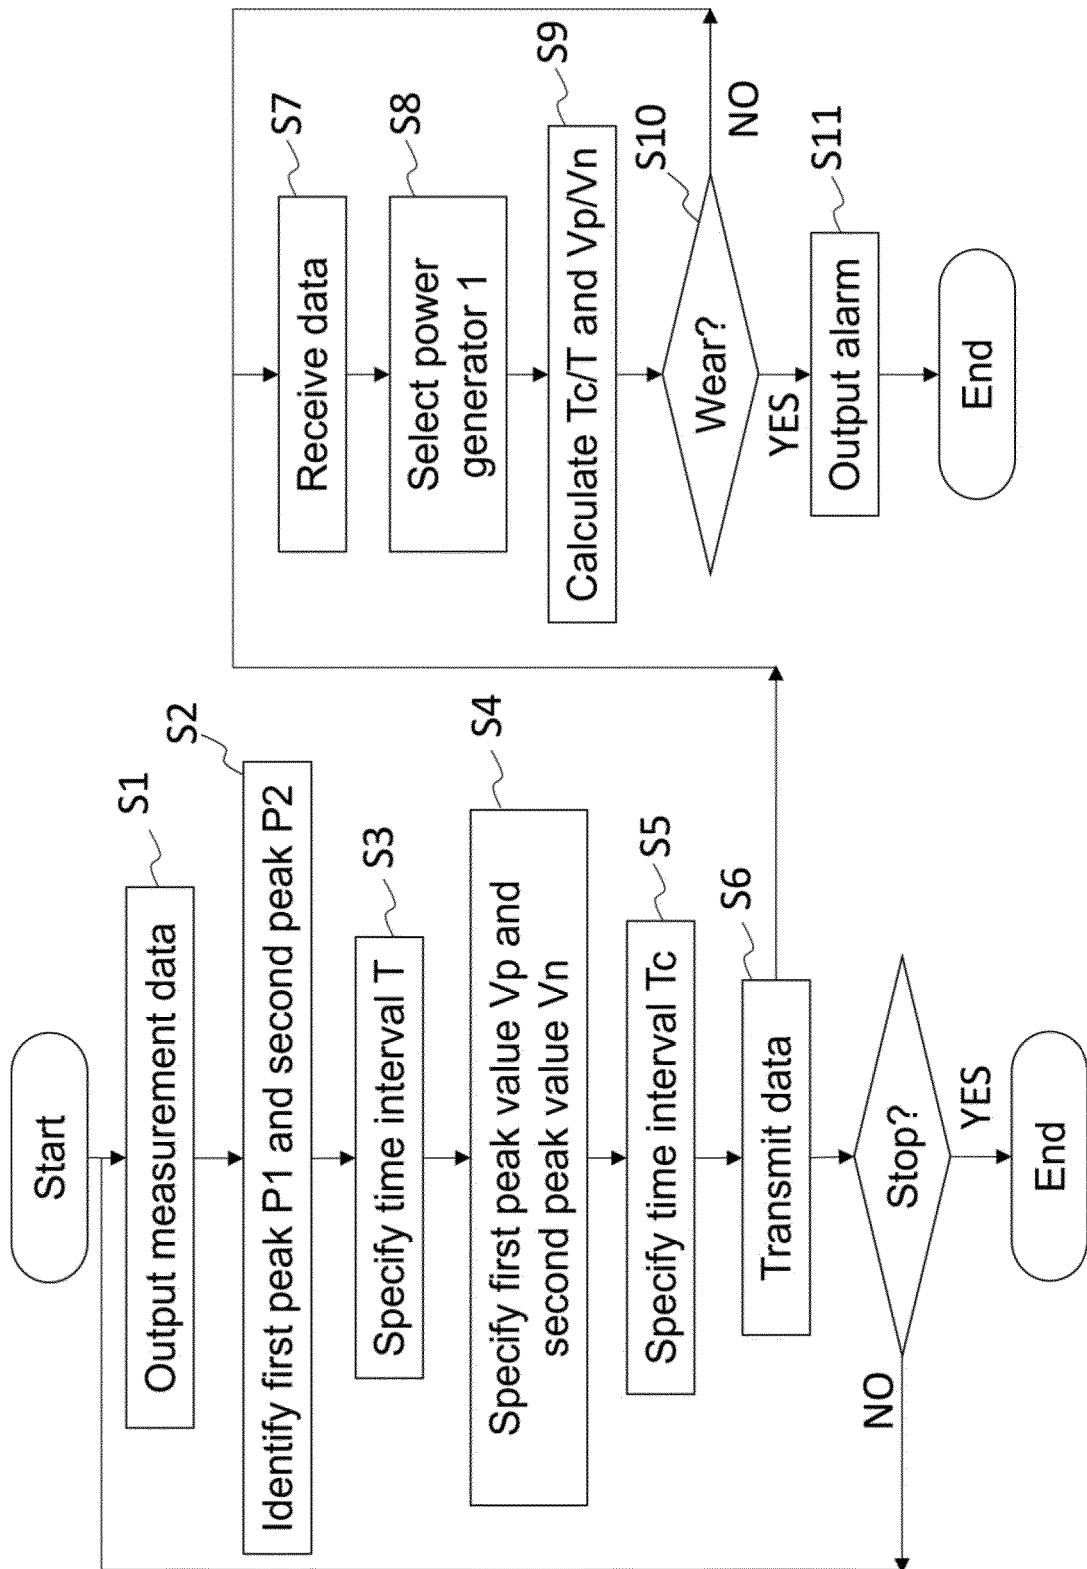 Start
Output measurement data
S1
Identify first peak P1 and second peak P2
S2
Specify time interval T
S3
Specify first peak value Vp and
second peak value Vn
S4
Specify time interval Tc
S5
Transmit data
S6
Stop?
NO
YES
End
Receive data
S7
Select power
generator 1
S8
Calculate Tc/T and Vp/Vn
S9
Wear?
S10
NO
YES
Output alarm
S11
End